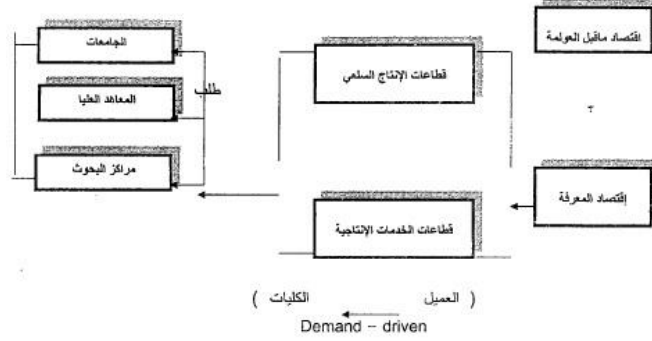 اقتصاد ماقبل العولمة
؟
إقتصاد المعرفة
قطاعات الإنتاج السلعي
قطاعات الخدمات الإنتاجية
طلب
الجامعات
المعاهد العليا
مراكز البحوث
( العميل الكليات )
Demand – driven